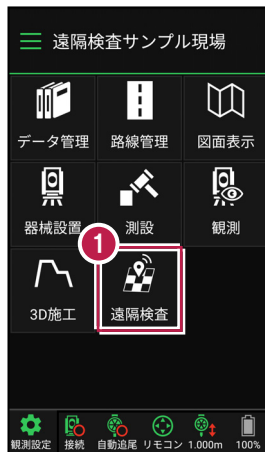 遠隔検査サンプル現場
データ管理 路線管理 図面表示
器械設置 測設 観測
1
3D施工 遠隔検査
観測設定 接続 自動追尾 リモコン 1.000m 100%